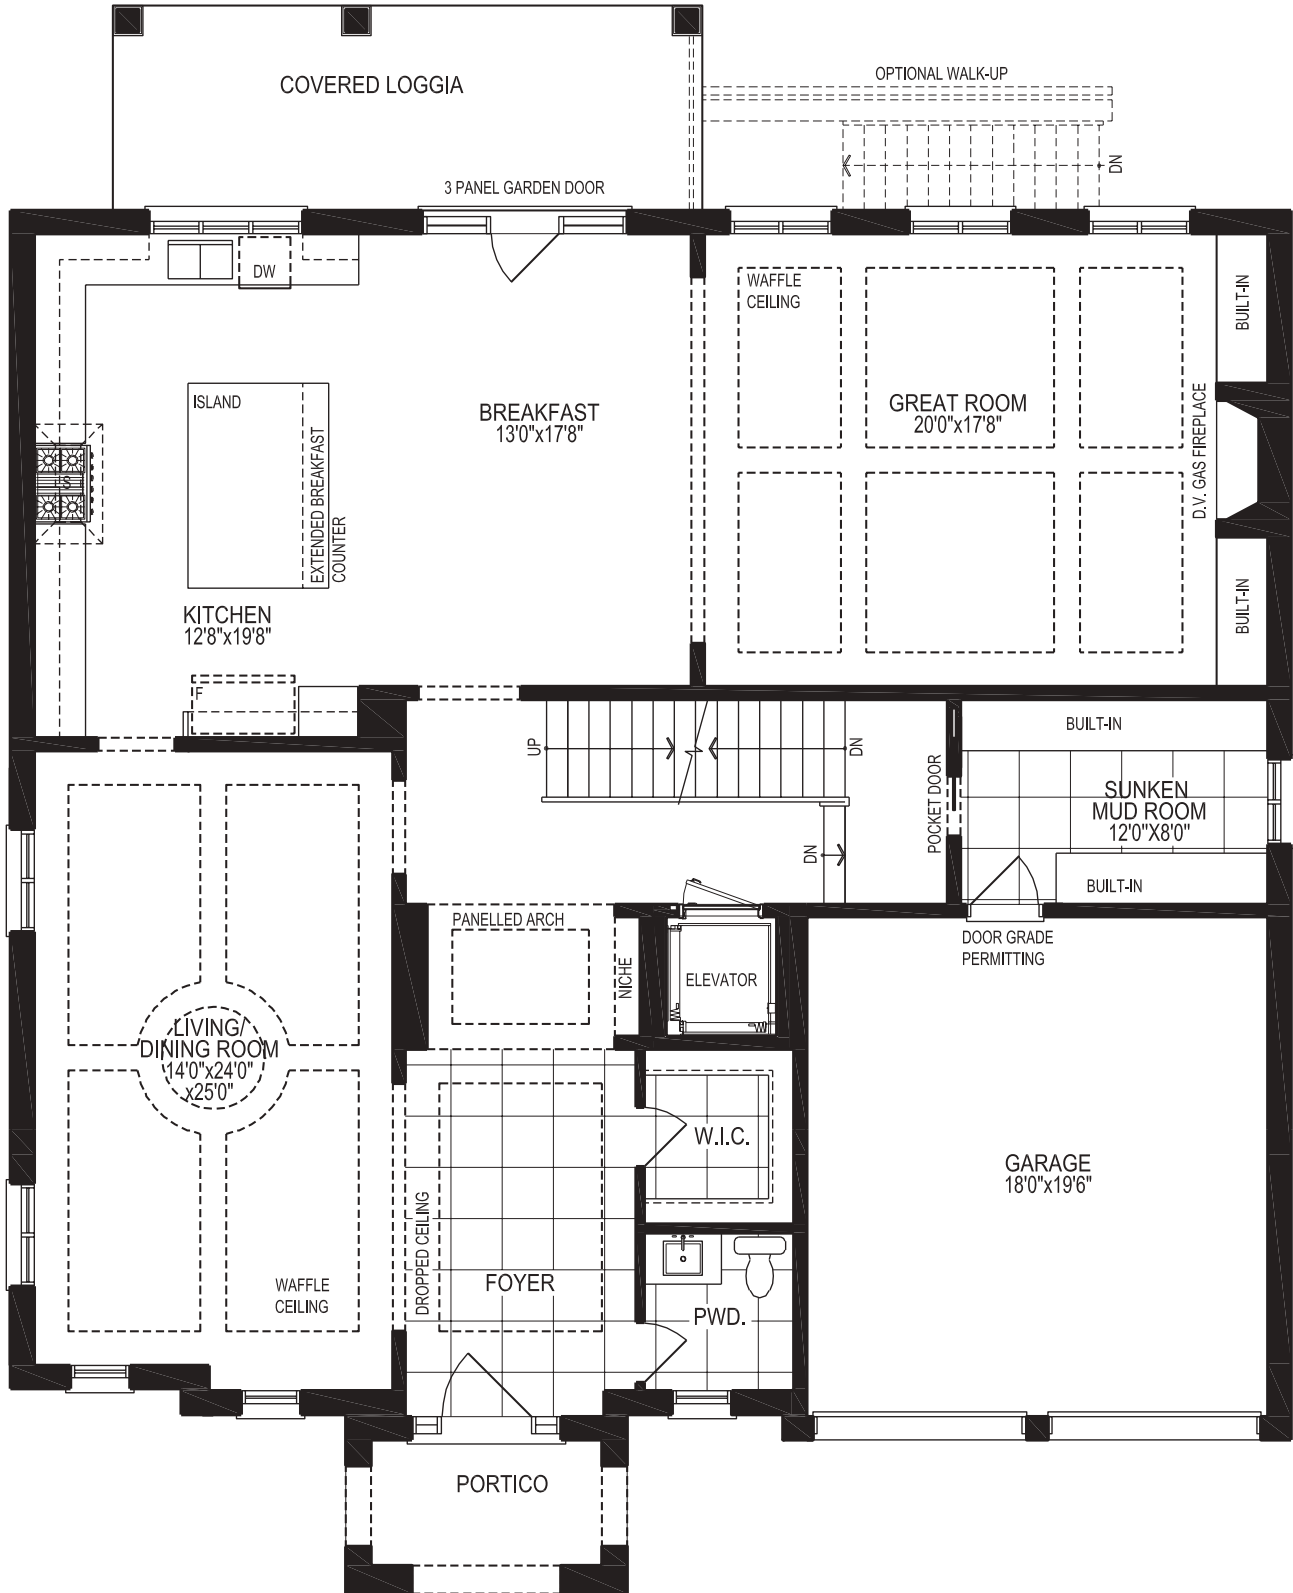 COVERED LOGGIA
OPTIONAL WALK-UP
DN
3 PANEL GARDEN DOOR
DW
WAFFLE
CEILING
BUILT-IN
ISLAND
EXTENDED BREAKFAST
COUNTER
BREAKFAST
13'0"x17'8"
GREAT ROOM
20'0"x17'8"
D.V. GAS FIREPLACE
S
BUILT-IN
KITCHEN
12'8"x19'8"
F
UP
DN
DN
POCKET DOOR
BUILT-IN
SUNKEN
MUD ROOM
12'0"X8'0"
BUILT-IN
DOOR GRADE
PERMITTING
PANELLED ARCH
NICHE
ELEVATOR
LIVING/
DINING ROOM
14'0"x24'0"
x25'0"
WAFFLE
CEILING
DROPPED CEILING
FOYER
W.I.C.
PWD.
GARAGE
18'0"x19'6"
PORTICO